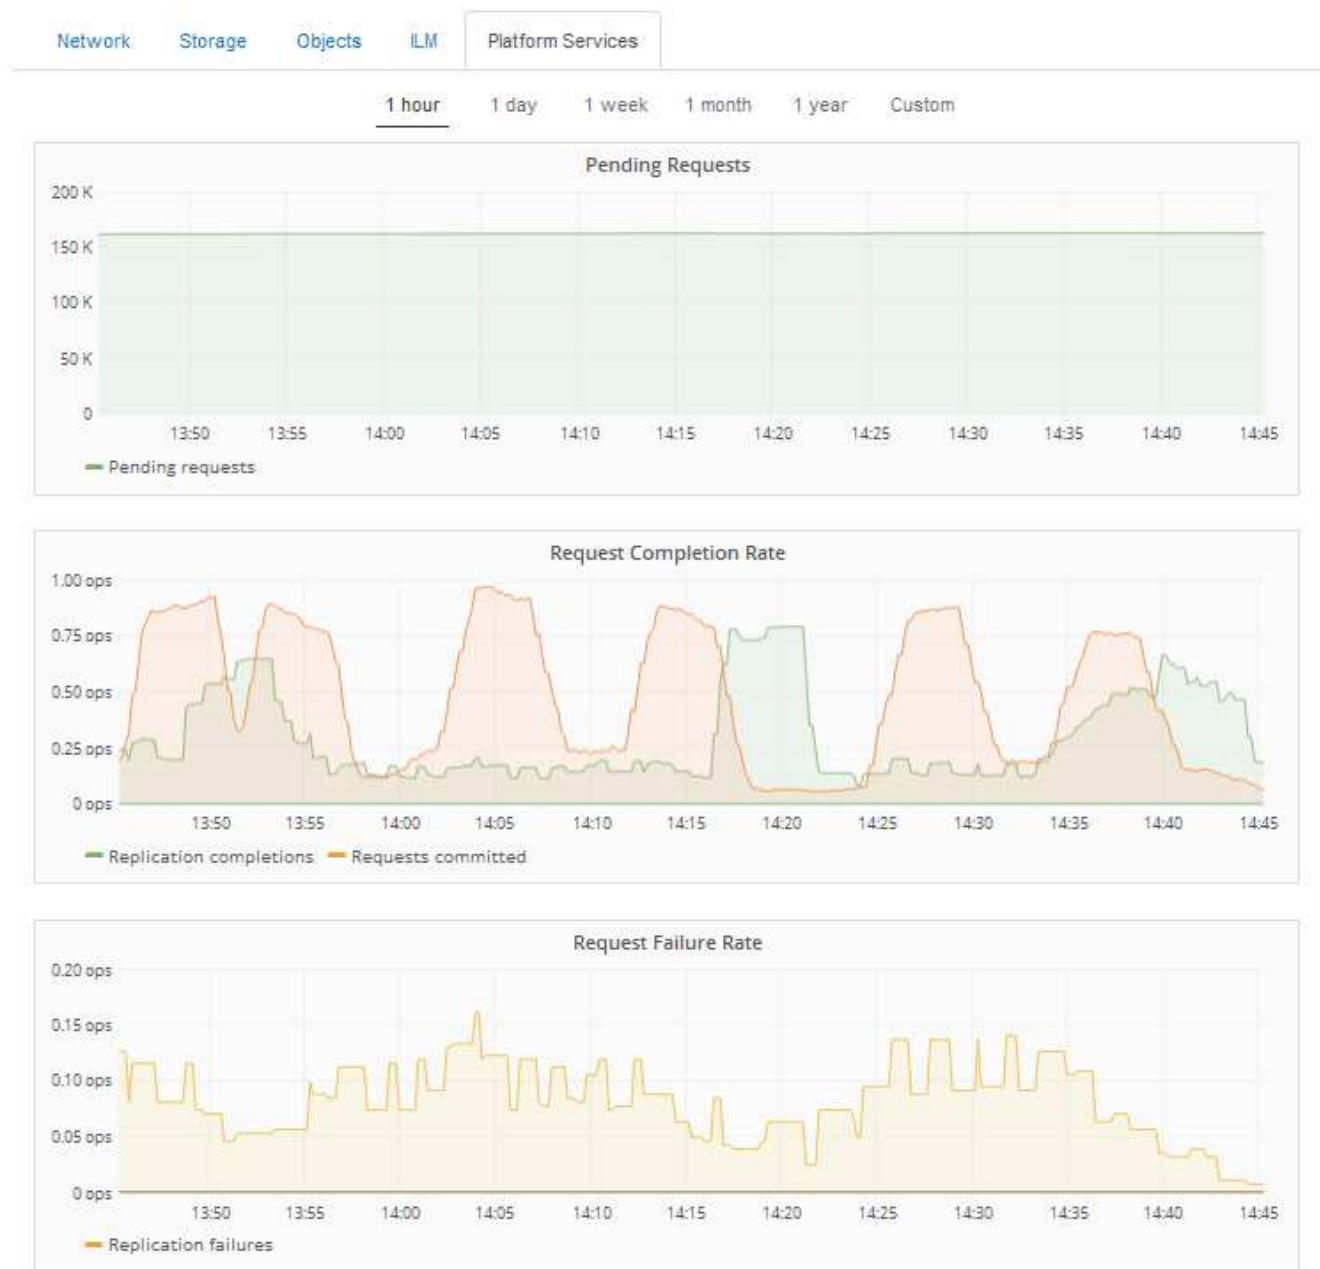 Network Storage Objects ILM Platform Services
1 hour 1 day 1 week 1 month 1 year Custom
Pending Requests
200 K
150 K
100 K
50 K
0
13:50 13:55 14:00 14:05 14:10 14:15 14:20 14:25 14:30 14:35 14:40 14:45
Pending requests
Request Completion Rate
1.00 ops
0.75 ops
0.50 ops
0.25 ops
0 ops
13:50 13:55 14:00 14:05 14:10 14:15 14:20 14:25 14:30 14:35 14:40 14:45
Replication completions Requests committed
Request Failure Rate
0.20 ops
0.15 ops
0.10 ops
0.05 ops
0 ops
13:50 13:55 14:00 14:05 14:10 14:15 14:20 14:25 14:30 14:35 14:40 14:45
Replication failures